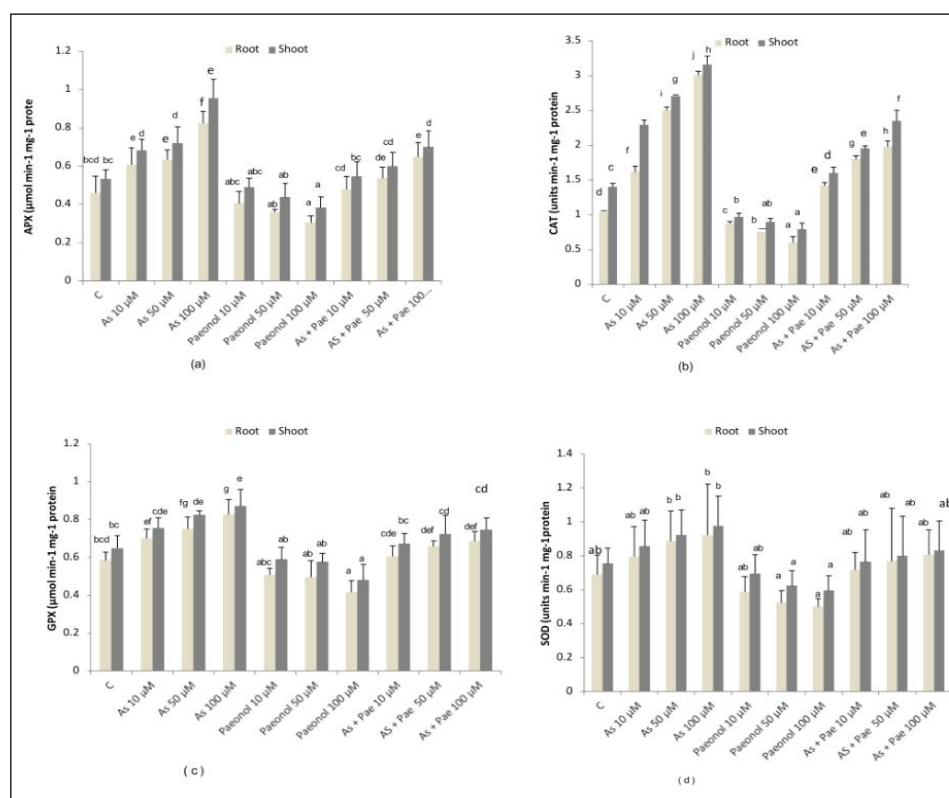 Root Shoot
APX (µmol min-1 mg-1 prote
1.2
1
0.8
0.6
0.4
0.2
0
bcd bc e d e d f e abc abc ab ab a a cd bc de cd e d
C
As 10 µM
As 50 µM
As 100 µM
Paeonol 10 µM
Paeonol 50 µM
Paeonol 100 µM
As + Pae 10 µM
AS + Pae 50 µM
As + Pae 100...
(a)
Root Shoot
CAT (units min-1 mg-1 protein)
3.5
3
2.5
2
1.5
1
0.5
0
d c f i g j h c b b ab a a e d g e h f
C
As 10 µM
As 50 µM
As 100 µM
Paeonol 10 µM
Paeonol 50 µM
Paeonol 100 µM
As + Pae 10 µM
AS + Pae 50 µM
As + Pae 100 µM
(b)
Root Shoot
GPX (µmol min-1 mg-1 protein
1.2
1
0.8
0.6
0.4
0.2
0
bcd bc ef cde fg de g e abc ab ab ab a a cde bc def cd def cd
C
As 10 µM
As 50 µM
As 100 µM
Paeonol 10 µM
Paeonol 50 µM
Paeonol 100 µM
As + Pae 10 µM
AS + Pae 50 µM
As + Pae 100 µM
( c )
Root Shoot
SOD (units min-1 mg-1protein
1.4
1.2
1
0.8
0.6
0.4
0.2
0
ab ab ab ab b b b b ab ab a a a a ab ab ab ab ab ab
C
As 10 µM
As 50 µM
As 100 µM
Paeonol 10 µM
Paeonol 50 µM
Paeonol 100 µM
As + Pae 10 µM
AS + Pae 50 µM
As + Pae 100 µM
( d )